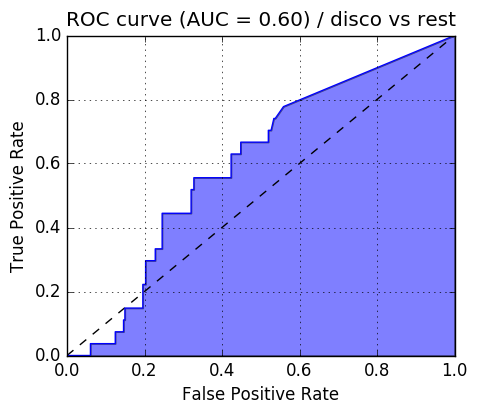 ROC curve (AUC = 0.60) / disco vs rest
1.0
0.8
0.6
0.4
0.2
0.0
True Positive Rate
0.0 0.2 0.4 0.6 0.8 1.0
False Positive Rate